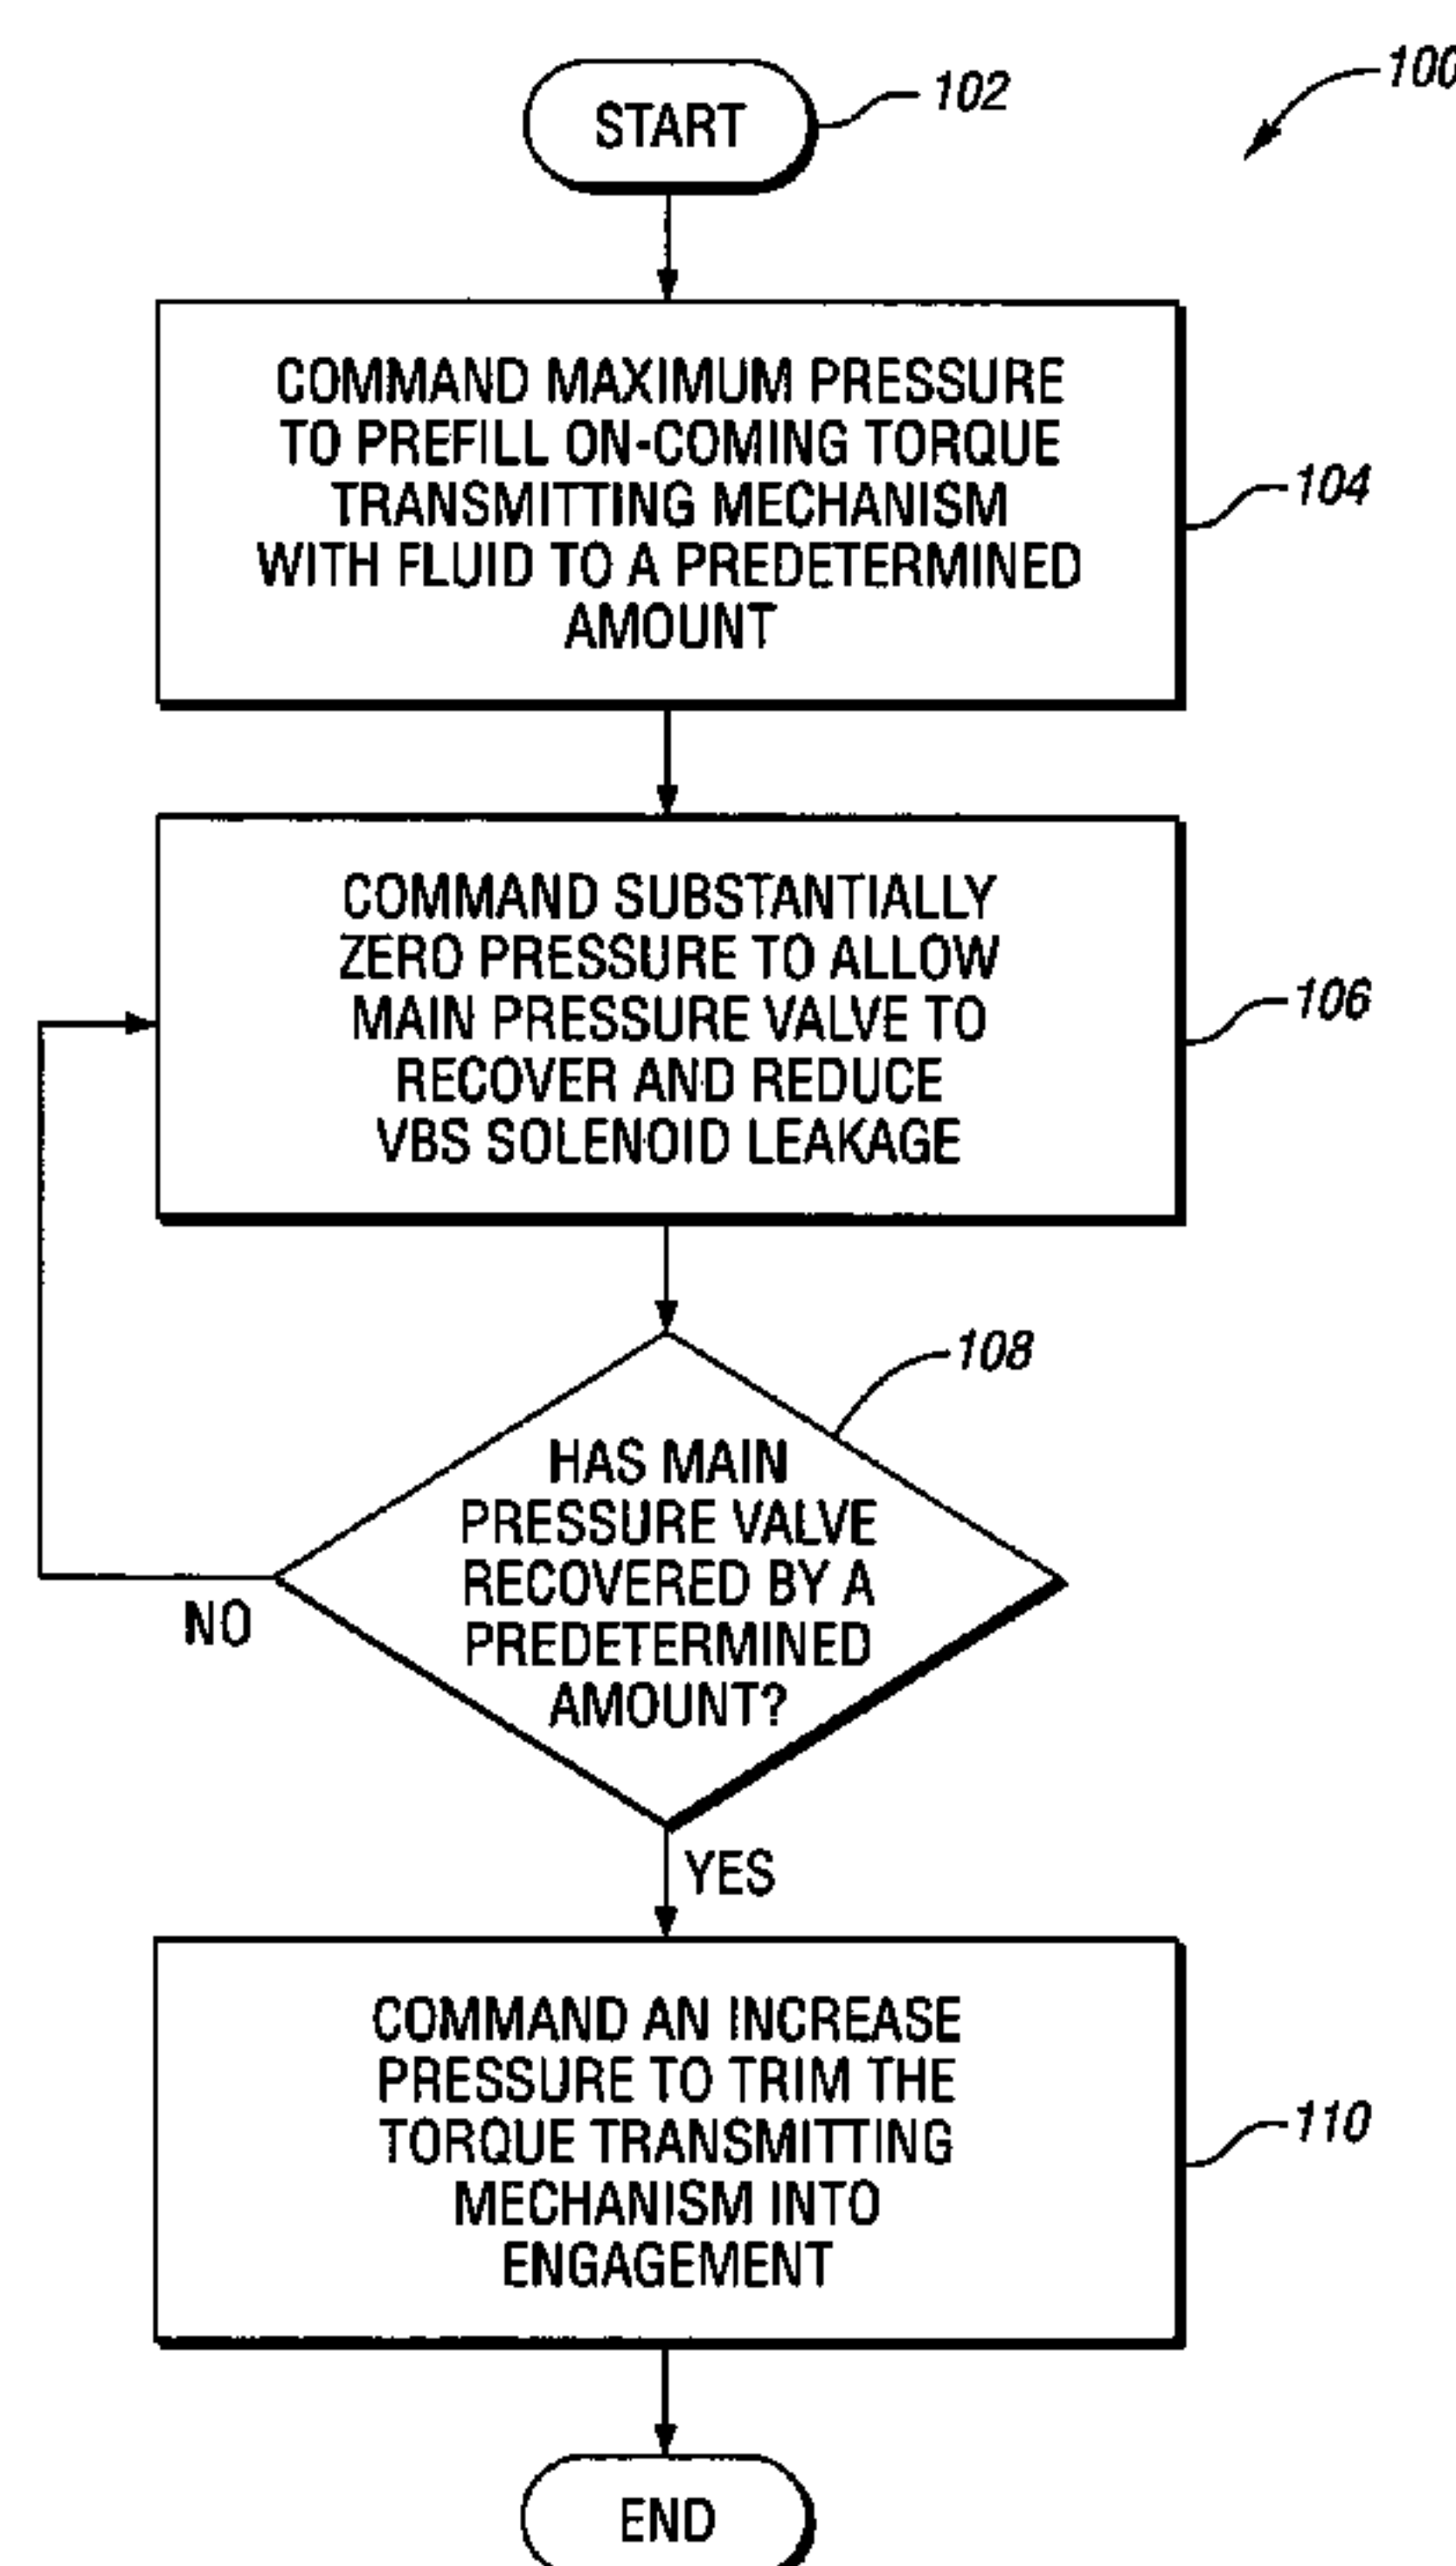 100
START
102
COMMAND MAXIMUM PRESSURE
TO PREFILL ON-COMING TORQUE
TRANSMITTING MECHANISM
WITH FLUID TO A PREDETERMINED
AMOUNT
104
COMMAND SUBSTANTIALLY
ZERO PRESSURE TO ALLOW
MAIN PRESSURE VALVE TO
RECOVER AND REDUCE
VBS SOLENOID LEAKAGE
106
108
HAS MAIN
PRESSURE VALVE
RECOVERED BY A
PREDETERMINED
AMOUNT?
NO
YES
COMMAND AN INCREASE
PRESSURE TO TRIM THE
TORQUE TRANSMITTING
MECHANISM INTO
ENGAGEMENT
110
END